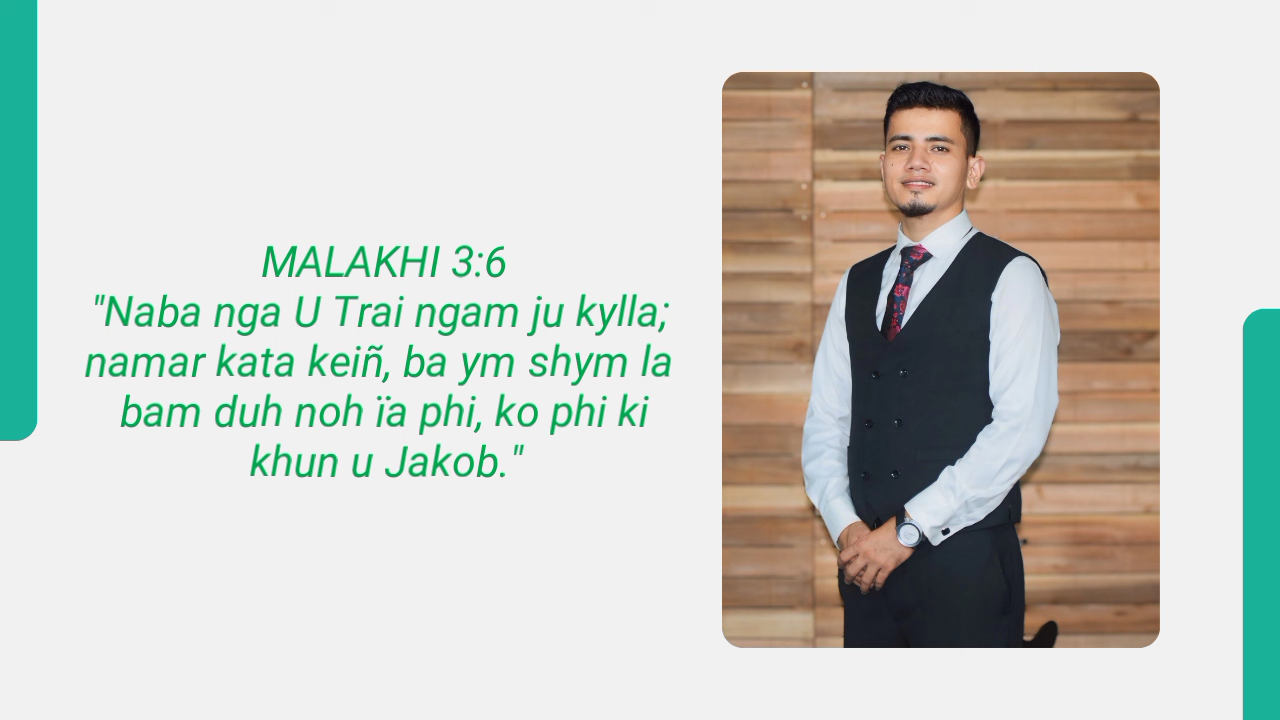 MALAKHI 3:6
"Naba nga U Trai ngam ju kylla;
namar kata keiñ, ba ym shym la
bam duh noh ïa phi, ko phi ki
khun u Jakob."